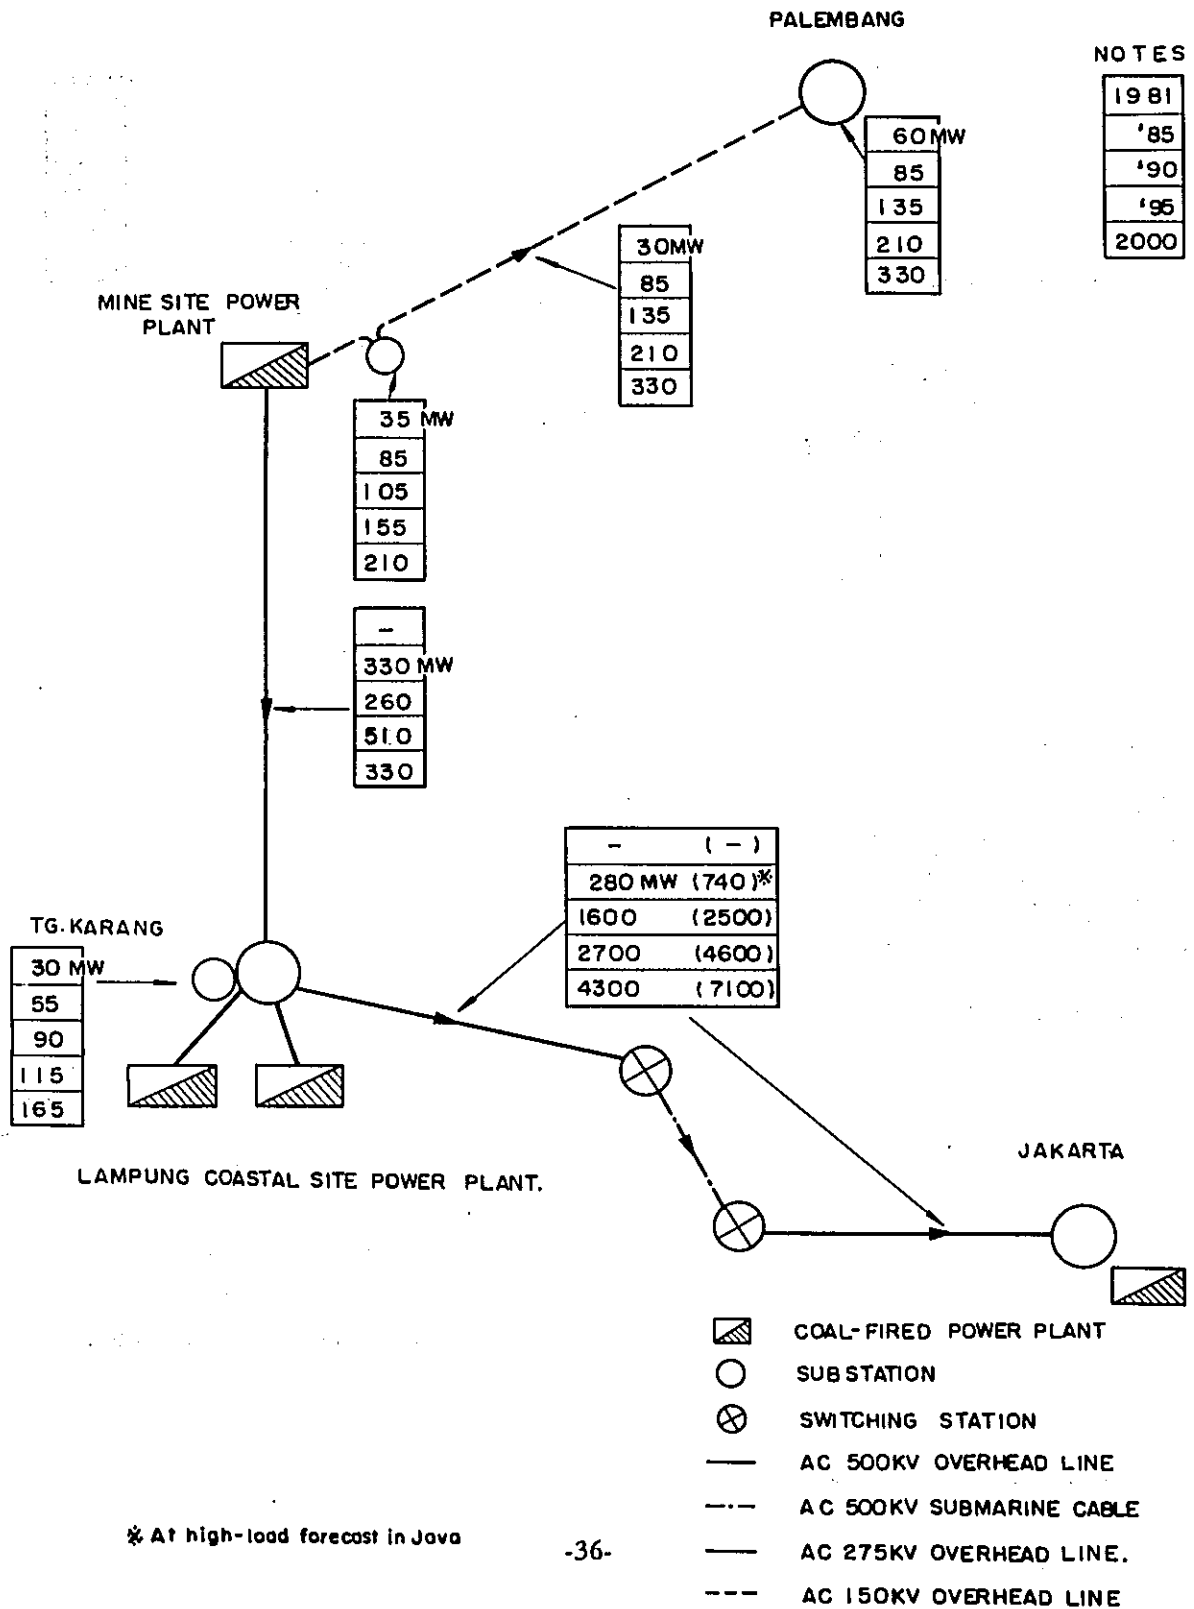 PALEMBANG
NOTES
1981
'85
'90
'95
2000
60 MW
85
135
210
330
30MW
85
135
210
330
MINE SITE POWER
PLANT
35 MW
85
105
155
210
-
330 MW
260
510
330
- ( - )
280 MW (740)※
1600 (2500)
2700 (4600)
4300 (7100)
TG. KARANG
30 MW
55
90
115
165
LAMPUNG COASTAL SITE POWER PLANT.
JAKARTA
COAL-FIRED POWER PLANT
SUBSTATION
SWITCHING STATION
AC 500KV OVERHEAD LINE
AC 500KV SUBMARINE CABLE
AC 275KV OVERHEAD LINE.
AC 150KV OVERHEAD LINE
※ At high-load forecast in Java
-36-